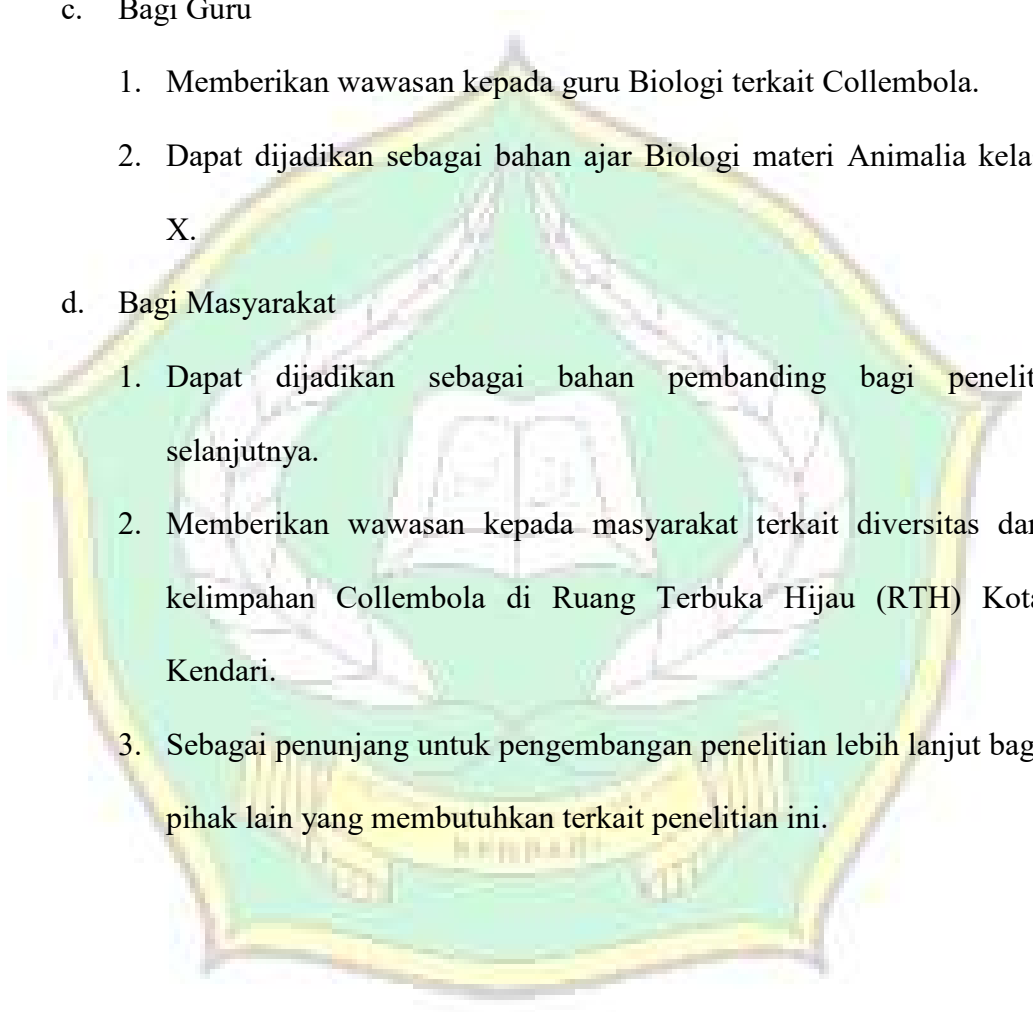 c. Bagi Guru
1. Memberikan wawasan kepada guru Biologi terkait Collembola.
2. Dapat dijadikan sebagai bahan ajar Biologi materi Animalia kela
X.
d. Bagi Masyarakat
1. Dapat dijadikan sebagai bahan pembanding bagi penelit
selanjutnya.
2. Memberikan wawasan kepada masyarakat terkait diversitas dan
kelimpahan Collembola di Ruang Terbuka Hijau (RTH) Kota
Kendari.
3. Sebagai penunjang untuk pengembangan penelitian lebih lanjut bag
pihak lain yang membutuhkan terkait penelitian ini.
KENDARI